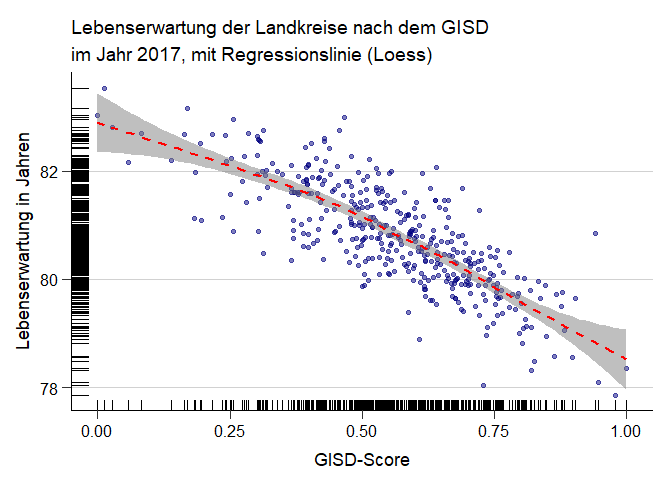 Lebenserwartung der Landkreise nach dem GISD
im Jahr 2017, mit Regressionslinie (Loess)
Lebenserwartung in Jahren
82
80
78
0.00 0.25 0.50 0.75 1.00
GISD-Score